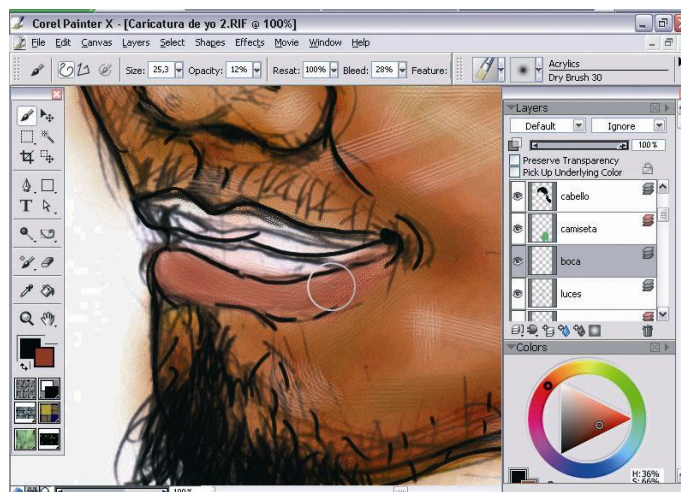 Corel Painter X - [Caricatura de yo 2.RIF @ 100%]
File Edit Canvas Layers Select Shapes Effects Movie Window Help
Size: 25,3 Opacity: 12% Resat: 100% Bleed: 28% Feature: Acrylics
Dry Brush 30
Layers
Default Ignore
100%
Preserve Transparency
Pick Up Underlying Color
cabello
camiseta
boca
luces
Colors
H:36%
S:66%
100%